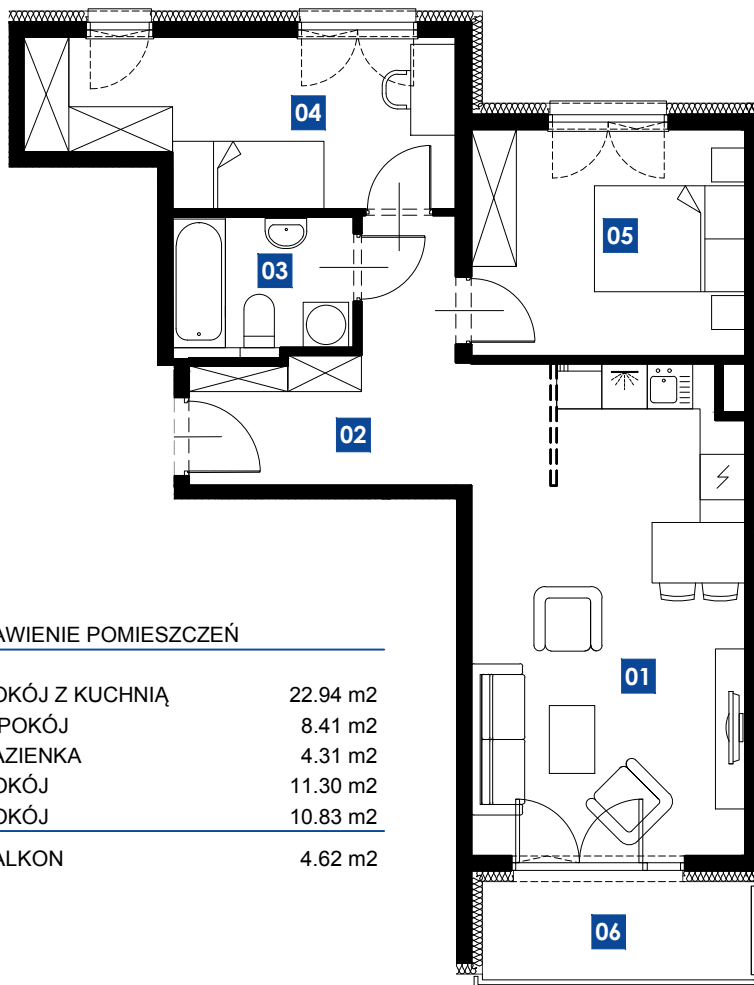 04
05
03
02
01
06
AWIENIE POMIESZCZEŃ
OKÓJ Z KUCHNIĄ 22.94 m2
POKÓJ 8.41 m2
AZIENKA 4.31 m2
OKÓJ 11.30 m2
OKÓJ 10.83 m2
ALKON 4.62 m2